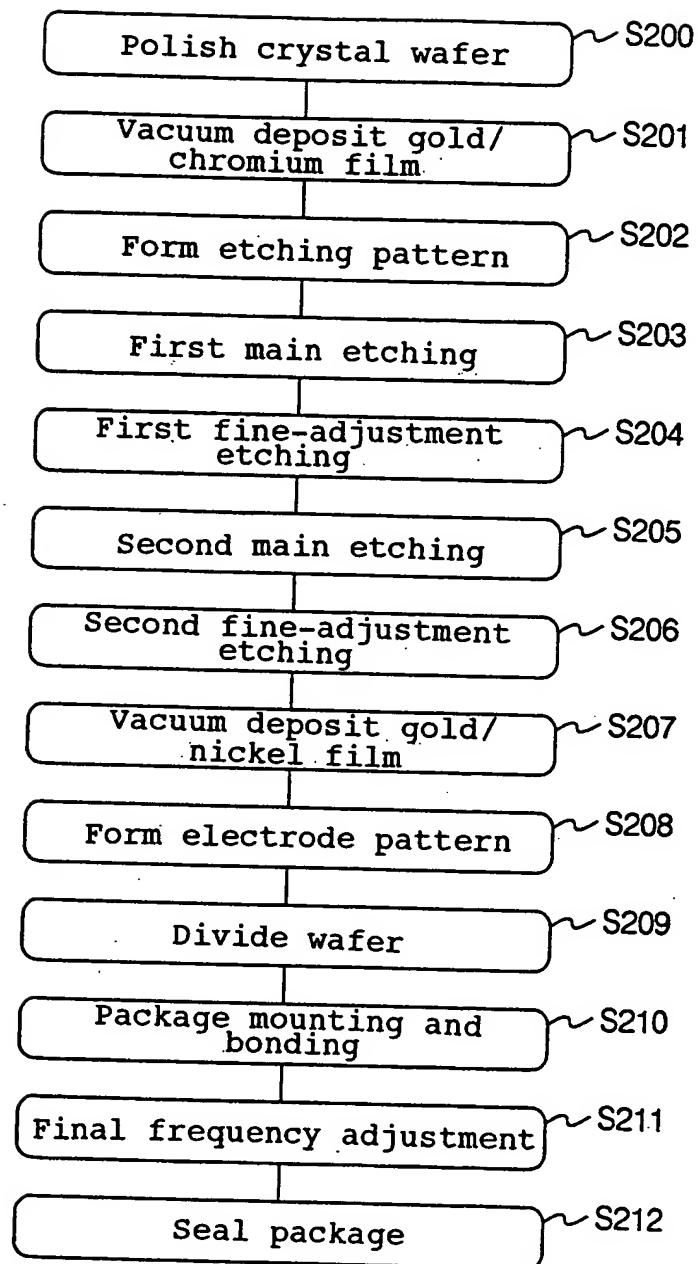 Polish crystal wafer
S200
Vacuum deposit gold/
chromium film
S201
Form etching pattern
S202
First main etching
S203
First fine-adjustment
etching
S204
Second main etching
S205
Second fine-adjustment
etching
S206
Vacuum deposit gold/
nickel film
S207
Form electrode pattern
S208
Divide wafer
S209
Package mounting and
bonding
S210
Final frequency adjustment
S211
Seal package
S212